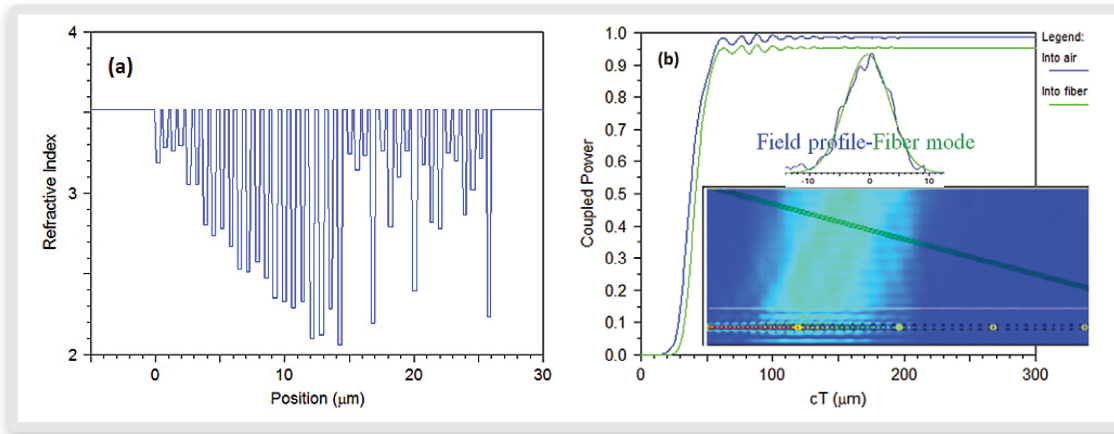 (a)
Refractive Index
4
3
2
0
10
20
30
Position (μm)
(b)
Coupled Power
1.0
0.9
0.8
0.7
0.6
0.5
0.4
0.3
0.2
0.1
0.0
0
100
200
300
cT (μm)
Legend:
Into air
Into fiber
Field profile-Fiber mode
-10
0
10